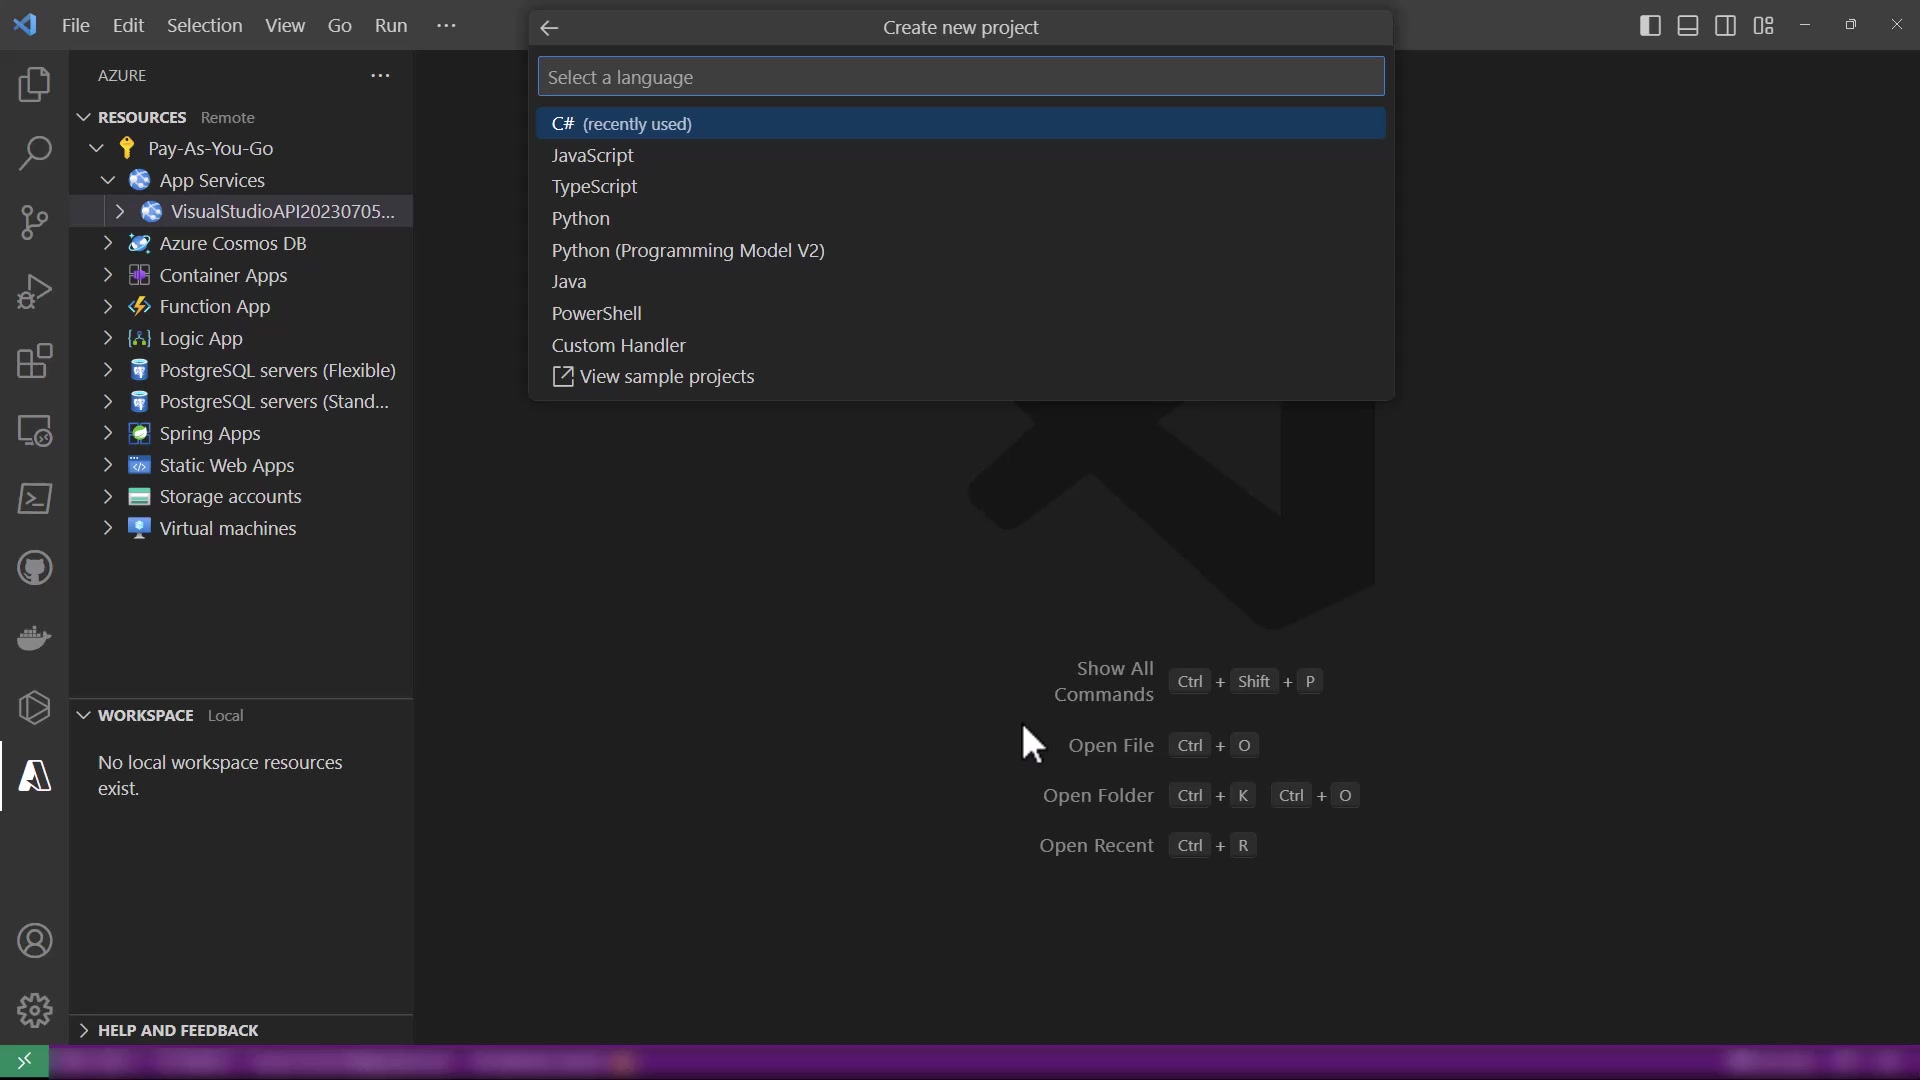 File Edit Selection View Go Run ···
Create new project
AZURE ···
Select a language
RESOURCES Remote
Pay-As-You-Go
App Services
VisualStudioAPI20230705...
Azure Cosmos DB
Container Apps
Function App
Logic App
PostgreSQL servers (Flexible)
PostgreSQL servers (Stand...
Spring Apps
Static Web Apps
Storage accounts
Virtual machines
C# (recently used)
JavaScript
TypeScript
Python
Python (Programming Model V2)
Java
PowerShell
Custom Handler
View sample projects
Show All
Commands Ctrl + Shift + P
Open File Ctrl + O
Open Folder Ctrl + K Ctrl + O
Open Recent Ctrl + R
WORKSPACE Local
No local workspace resources
exist.
HELP AND FEEDBACK